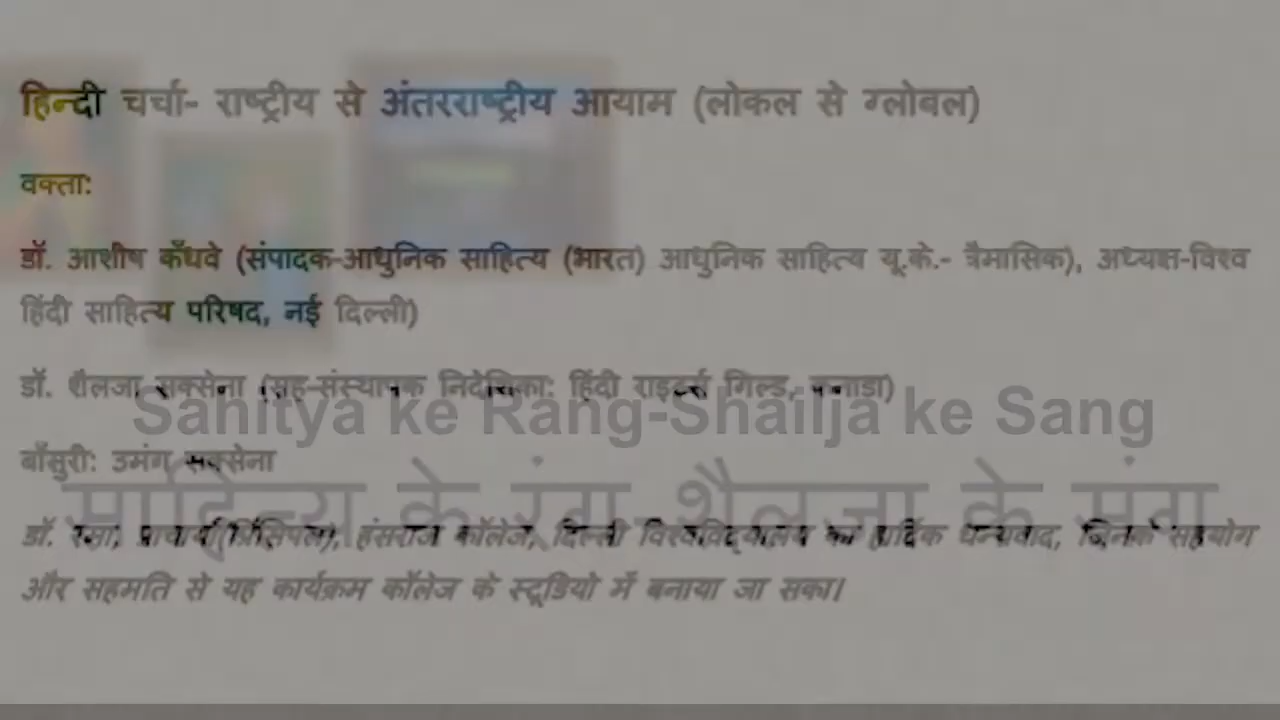 हिन्दी चर्चा- राष्ट्रीय से अंतरराष्ट्रीय आयाम (लोकल से ग्लोबल)
वक्ता:
डॉ. आशीष कँधवे (संपादक-आधुनिक साहित्य (भारत) आधुनिक साहित्य यू.के.- त्रैमासिक), अध्यक्ष-विश्व
हिंदी साहित्य परिषद, नई दिल्ली)
डॉ. शैलजा सक्सेना (सह-संस्थापक निदेशिका: हिंदी राइटर्स गिल्ड, कनाडा)
Sahitya ke Rang-Shailja ke Sang
बाँसुरी: उमंग सक्सेना
साहित्य के रंग-शैलजा के संग
डॉ. रमा, प्राचार्या(प्रिंसिपल), हंसराज कॉलेज, दिल्ली विश्वविद्यालय का हार्दिक धन्यवाद, जिनके सहयोग
और सहमति से यह कार्यक्रम कॉलेज के स्टूडियो में बनाया जा सका।